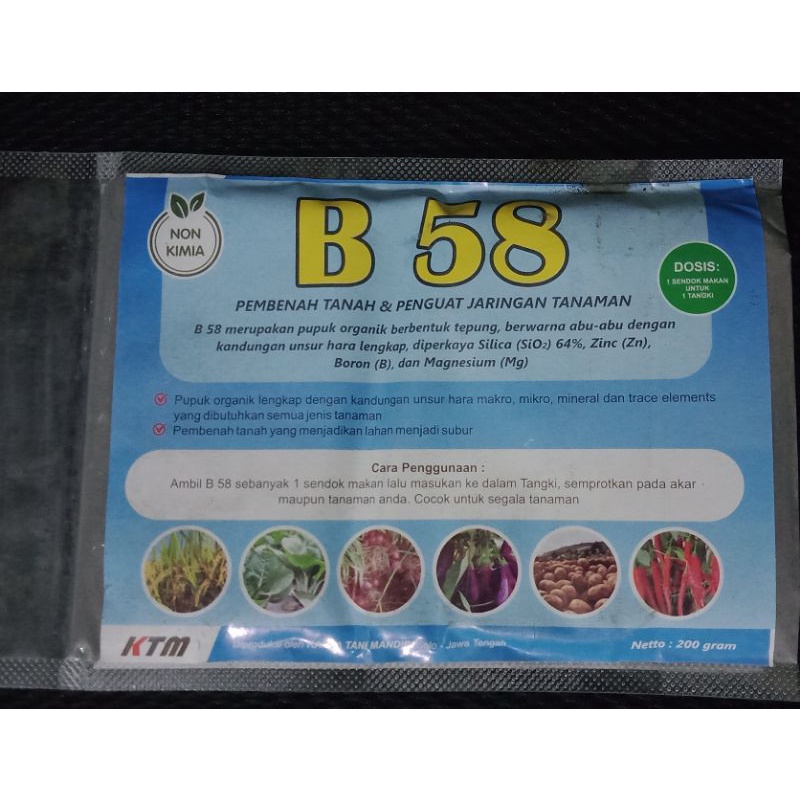 NON
KIMIA
B 58
DOSIS:
1 SENDOK MAKAN
UNTUK
1 TANGKI
PEMBENAH TANAH & PENGUAT JARINGAN TANAMAN
B 58 merupakan pupuk organik berbentuk tepung, berwarna abu-abu dengan
kandungan unsur hara lengkap, diperkaya Silica (SiO₂) 64%, Zinc (Zn),
Boron (B), dan Magnesium (Mg)
Pupuk organik lengkap dengan kandungan unsur hara makro, mikro, mineral dan trace elements
yang dibutuhkan semua jenis tanaman
Pembenah tanah yang menjadikan lahan menjadi subur
Cara Penggunaan :
Ambil B 58 sebanyak 1 sendok makan lalu masukan ke dalam Tangki, semprotkan pada akar
maupun tanaman anda. Cocok untuk segala tanaman
KTM
Diproduksi oleh TANI MANDIRI - Jawa Tengah
Netto : 200 gram